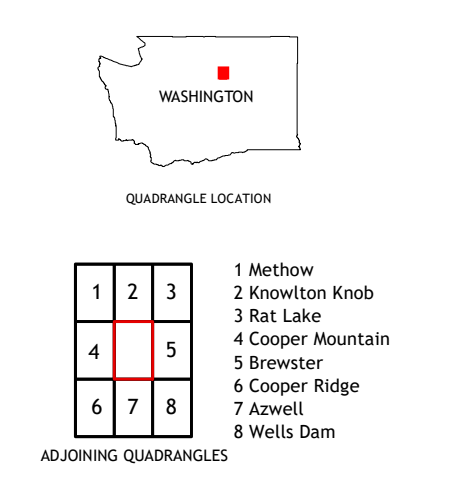 WASHINGTON
QUADRANGLE LOCATION
1 2 3
4 5
6 7 8
1 Methow
2 Knowlton Knob
3 Rat Lake
4 Cooper Mountain
5 Brewster
6 Cooper Ridge
7 Azwell
8 Wells Dam
ADJOINING QUADRANGLES